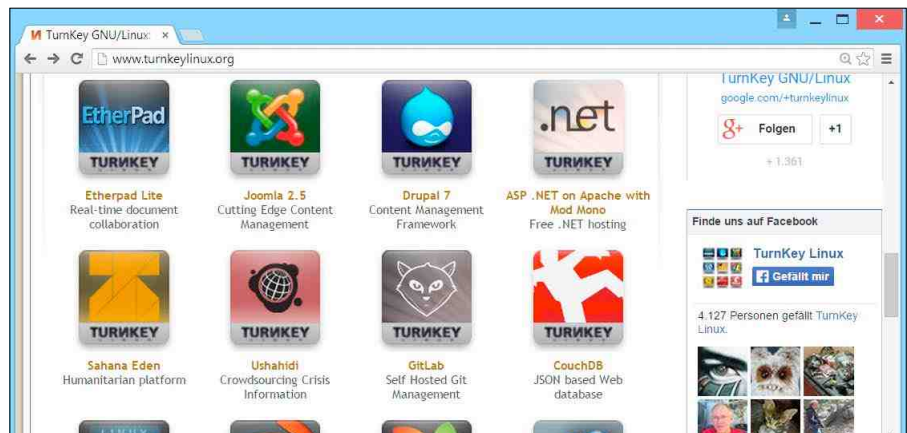 TurnKey GNU/Linux:
www.turnkeylinux.org
EtherPad
TURNKEY
TURNKEY
TURNKEY
.net
TURNKEY
Etherpad Lite
Real-time document
collaboration
Joomla 2.5
Cutting Edge Content
Management
Drupal 7
Content Management
Framework
ASP .NET on Apache with
Mod Mono
Free .NET hosting
TURNKEY
TURNKEY
TURNKEY
TURNKEY
Sahana Eden
Humanitarian platform
Ushahidi
Crowdsourcing Crisis
Information
GitLab
Self Hosted Git
Management
CouchDB
JSON based Web
database
TurnKey GNU/Linux
google.com/+turnkeylinux
g+ Folgen +1
+ 1.361
Finde uns auf Facebook
TurnKey Linux
f Gefällt mir
4.127 Personen gefällt TurnKey
Linux.